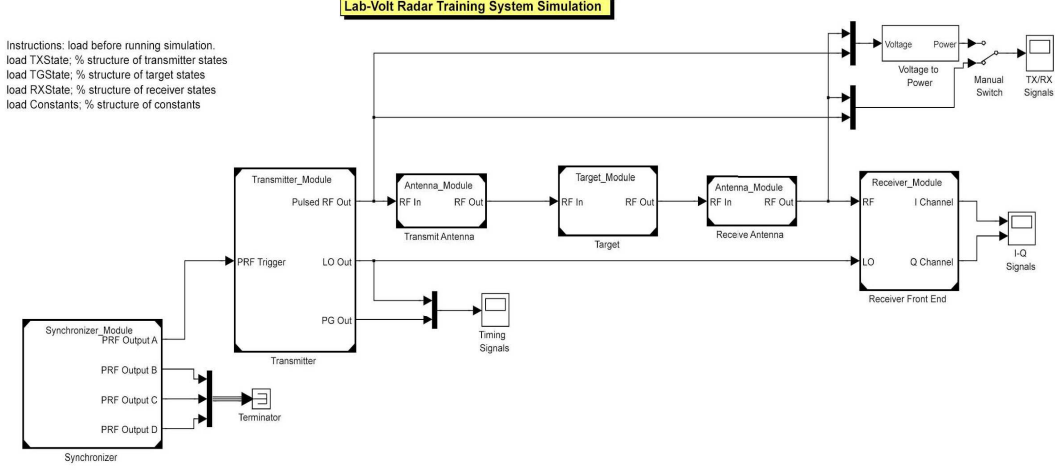 Lab-Volt Radar Training System Simulation
Instructions: load before running simulation.
load TXState; % structure of transmitter states
load TGState; % structure of target states
load RXState; % structure of receiver states
load Constants; % structure of constants
Voltage Power
Voltage to
Power
Manual
Switch
TX/RX
Signals
Transmitter_Module
Pulsed RF Out
PRF Trigger
LO Out
PG Out
Transmitter
Antenna_Module
RF In RF Out
Transmit Antenna
Target_Module
RF In RF Out
Target
Antenna_Module
RF In RF Out
Receive Antenna
Receiver_Module
RF I Channel
LO Q Channel
Receiver Front End
I-Q
Signals
Timing
Signals
Synchronizer_Module
PRF Output A
PRF Output B
PRF Output C
PRF Output D
Synchronizer
Terminator